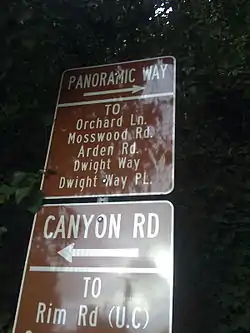 PANORAMIC WAY
TO
Orchard Ln.
Mosswood Rd.
Arden Rd.
Dwight Way
Dwight Way PL.
CANYON RD
TO
Rim Rd (U.C)